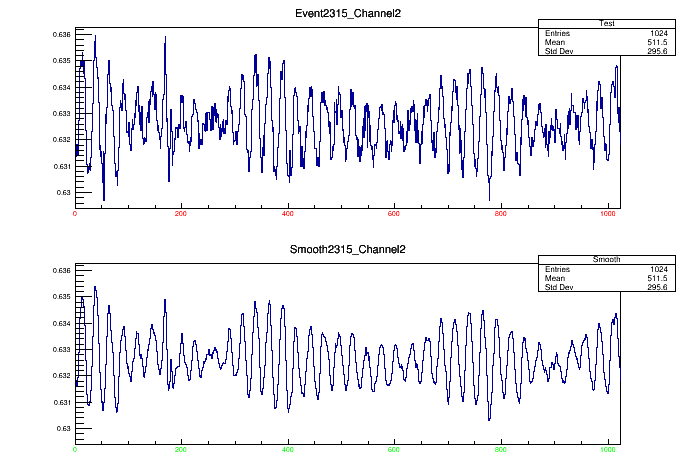 Event2315_Channel2
Test
Entries 1024
Mean 511.5
Std Dev 295.6
0.636
0.635
0.634
0.633
0.632
0.631
0.63
0 200 400 600 800 1000
Smooth2315_Channel2
Smooth
Entries 1024
Mean 511.5
Std Dev 295.6
0.636
0.635
0.634
0.633
0.632
0.631
0.63
0 200 400 600 800 1000